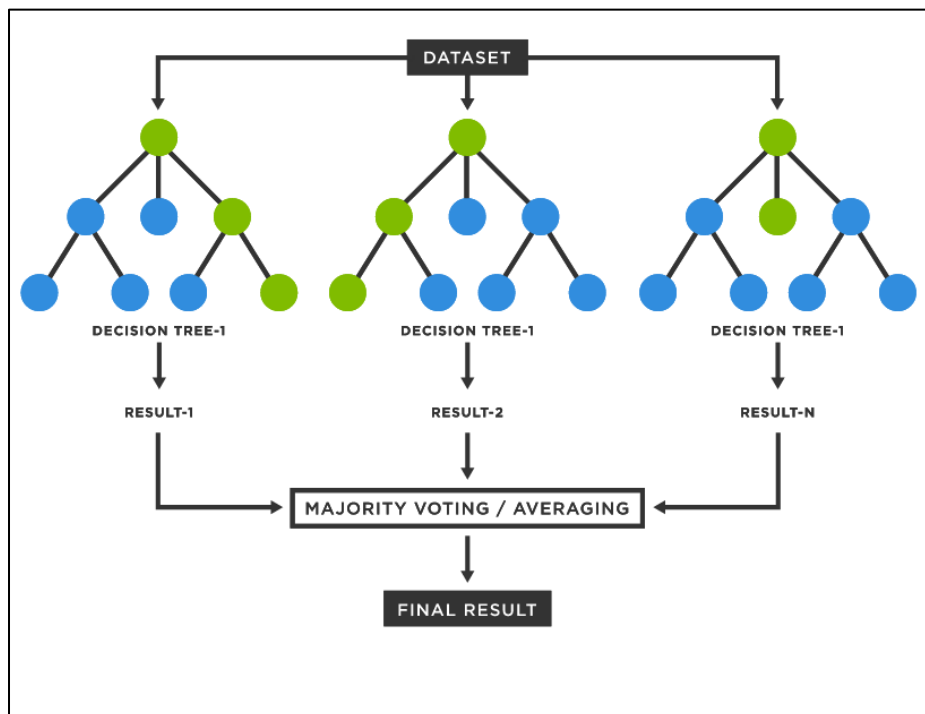 DATASET
DECISION TREE-1 DECISION TREE-1 DECISION TREE-1
RESULT-1 RESULT-2 RESULT-N
MAJORITY VOTING / AVERAGING
FINAL RESULT